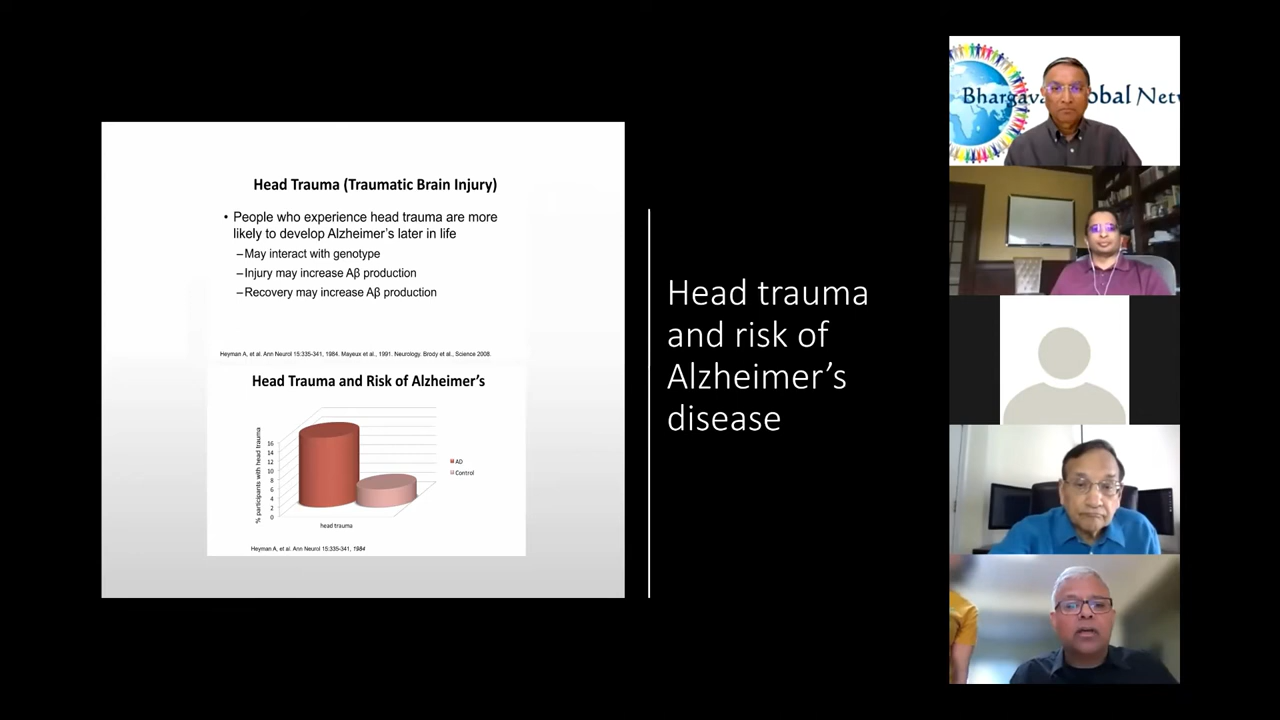 Head Trauma (Traumatic Brain Injury)
• People who experience head trauma are more
likely to develop Alzheimer's later in life
–May interact with genotype
–Injury may increase Aβ production
–Recovery may increase Aβ production
Heyman A, et al. Ann Neurol 15:335-341, 1984. Mayeux et al., 1991. Neurology. Brody et al., Science 2008.
Head Trauma and Risk of Alzheimer's
% participants with head trauma
16
14
12
10
8
6
4
2
0
head trauma
AD
Control
Heyman A, et al. Ann Neurol 15:335-341, 1984
Head trauma
and risk of
Alzheimer's
disease
Bhargava